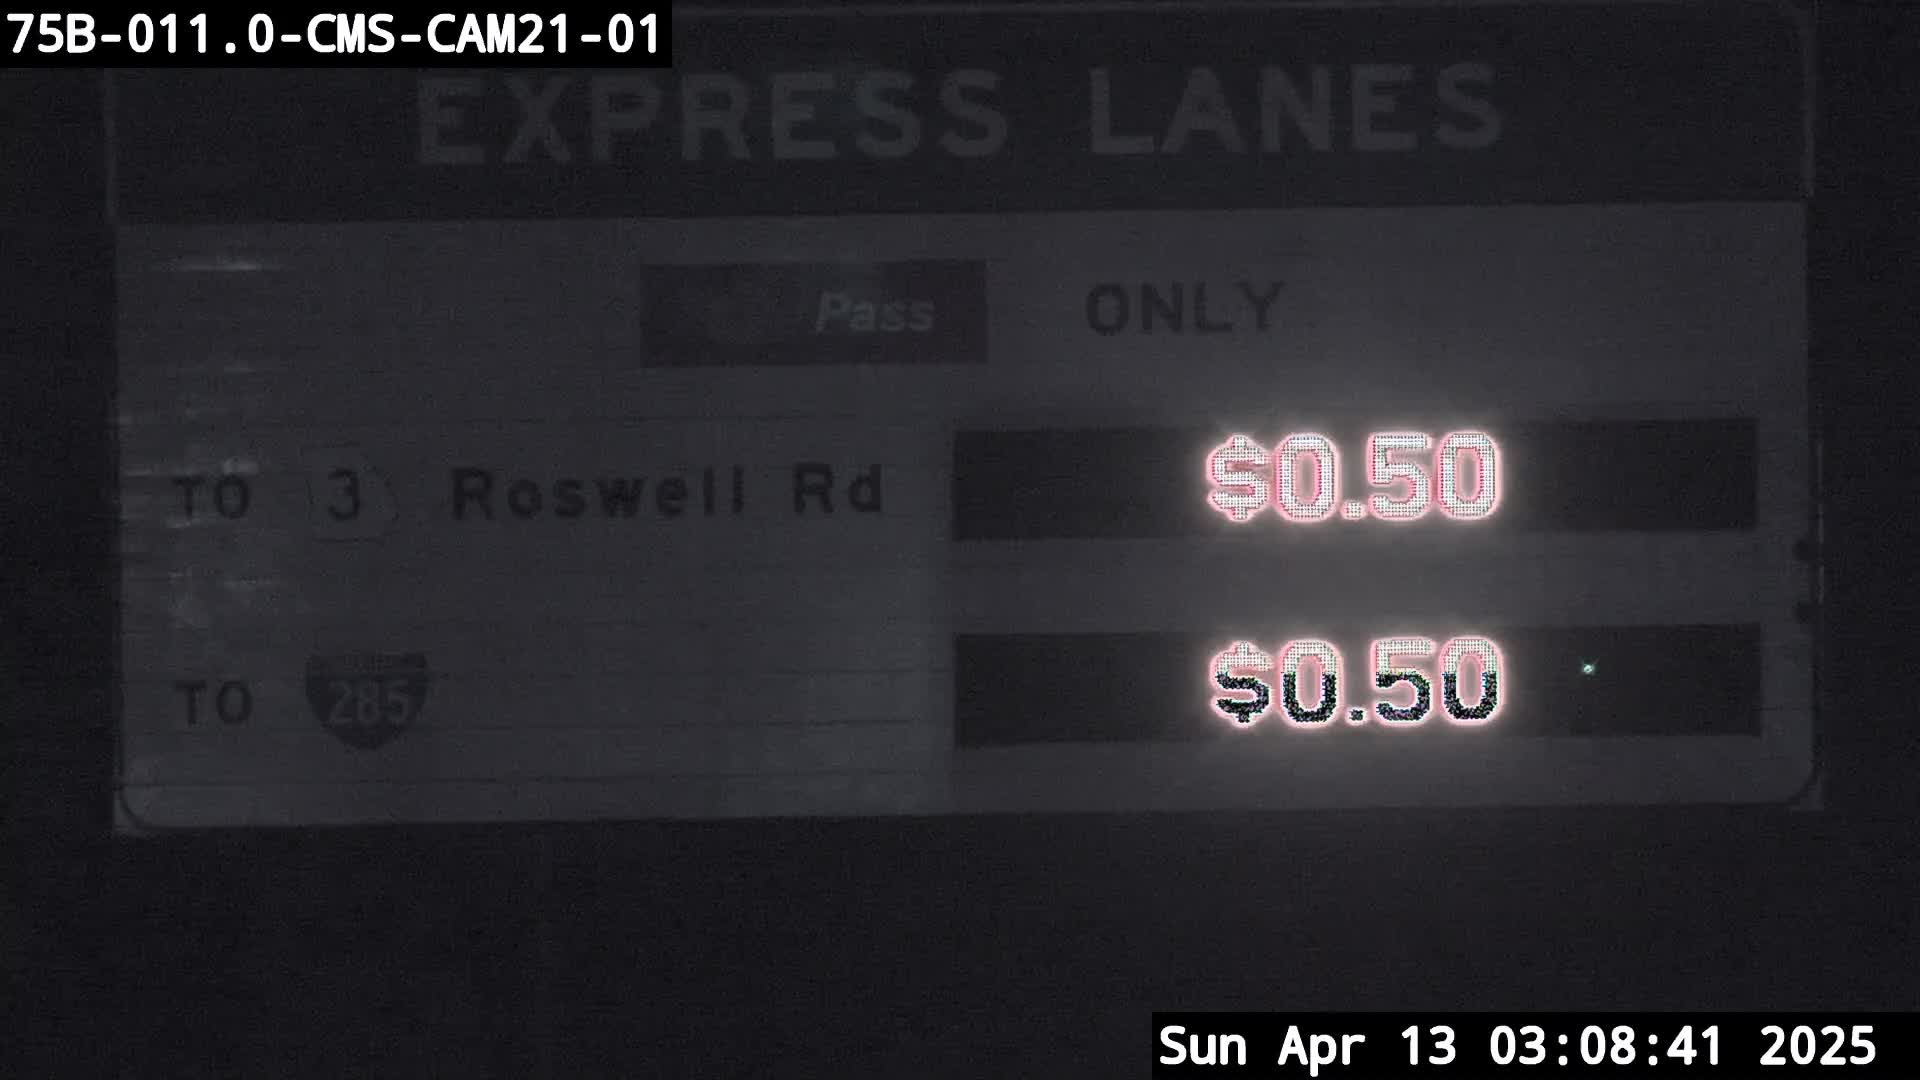 75B-011.0-CMS-CAM21-01
EXPRESS LANES
Pass ONLY
TO 3 Roswell Rd $0.50
TO 285 $0.50
Sun Apr 13 03:08:41 2025